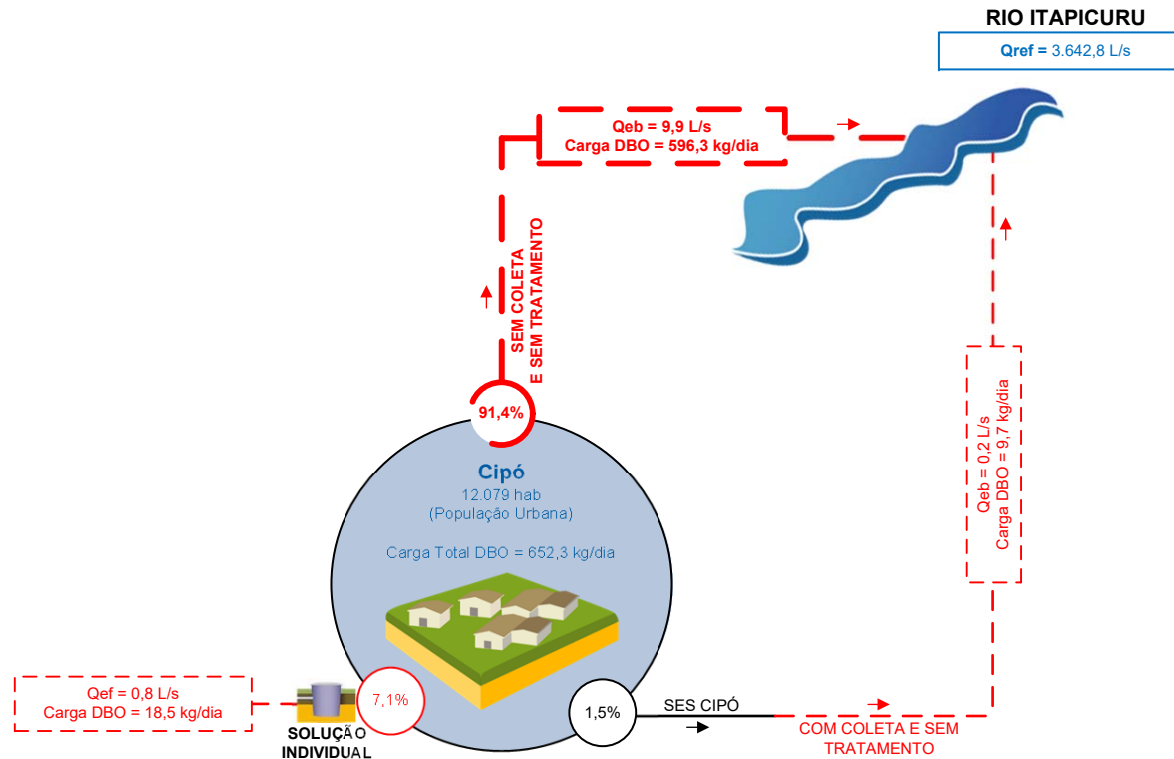 RIO ITAPICURU
Qref = 3.642,8 L/s
Qeb = 9,9 L/s
Carga DBO = 596,3 kg/dia
SEM COLETA
E SEM TRATAMENTO
91,4%
Cipó
12.079 hab
(População Urbana)
Carga Total DBO = 652,3 kg/dia
Qeb = 0,2 L/s
Carga DBO = 9,7 kg/dia
Qef = 0,8 L/s
Carga DBO = 18,5 kg/dia
SOLUÇÃO
INDIVIDUAL
7,1%
1,5%
SES CIPÓ
COM COLETA E SEM
TRATAMENTO